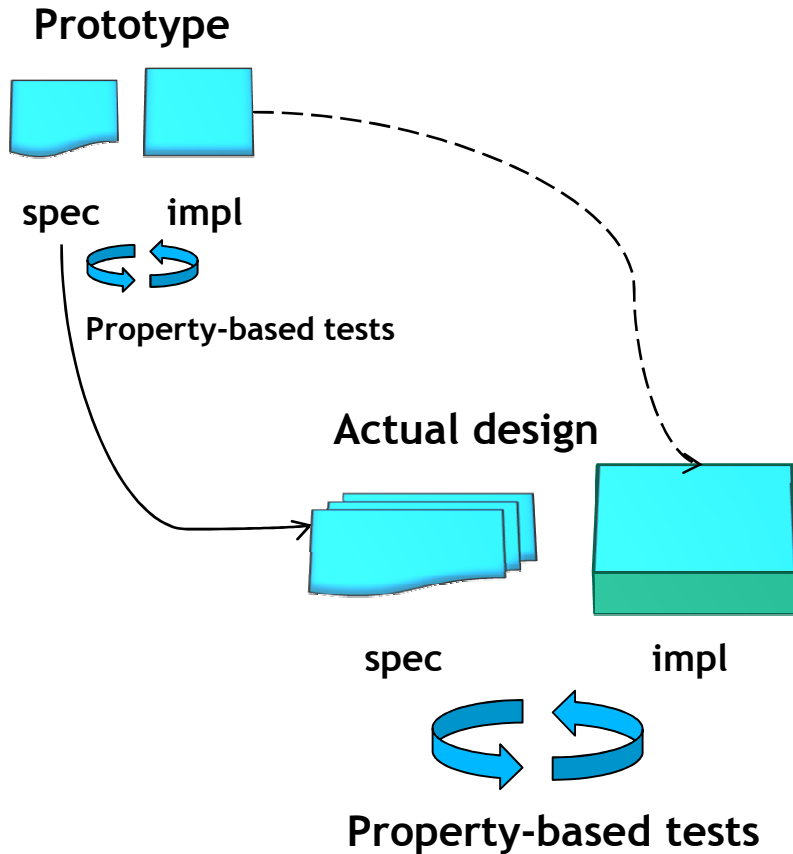 Prototype
spec
impl
Property-based tests
Actual design
spec
impl
Property-based tests